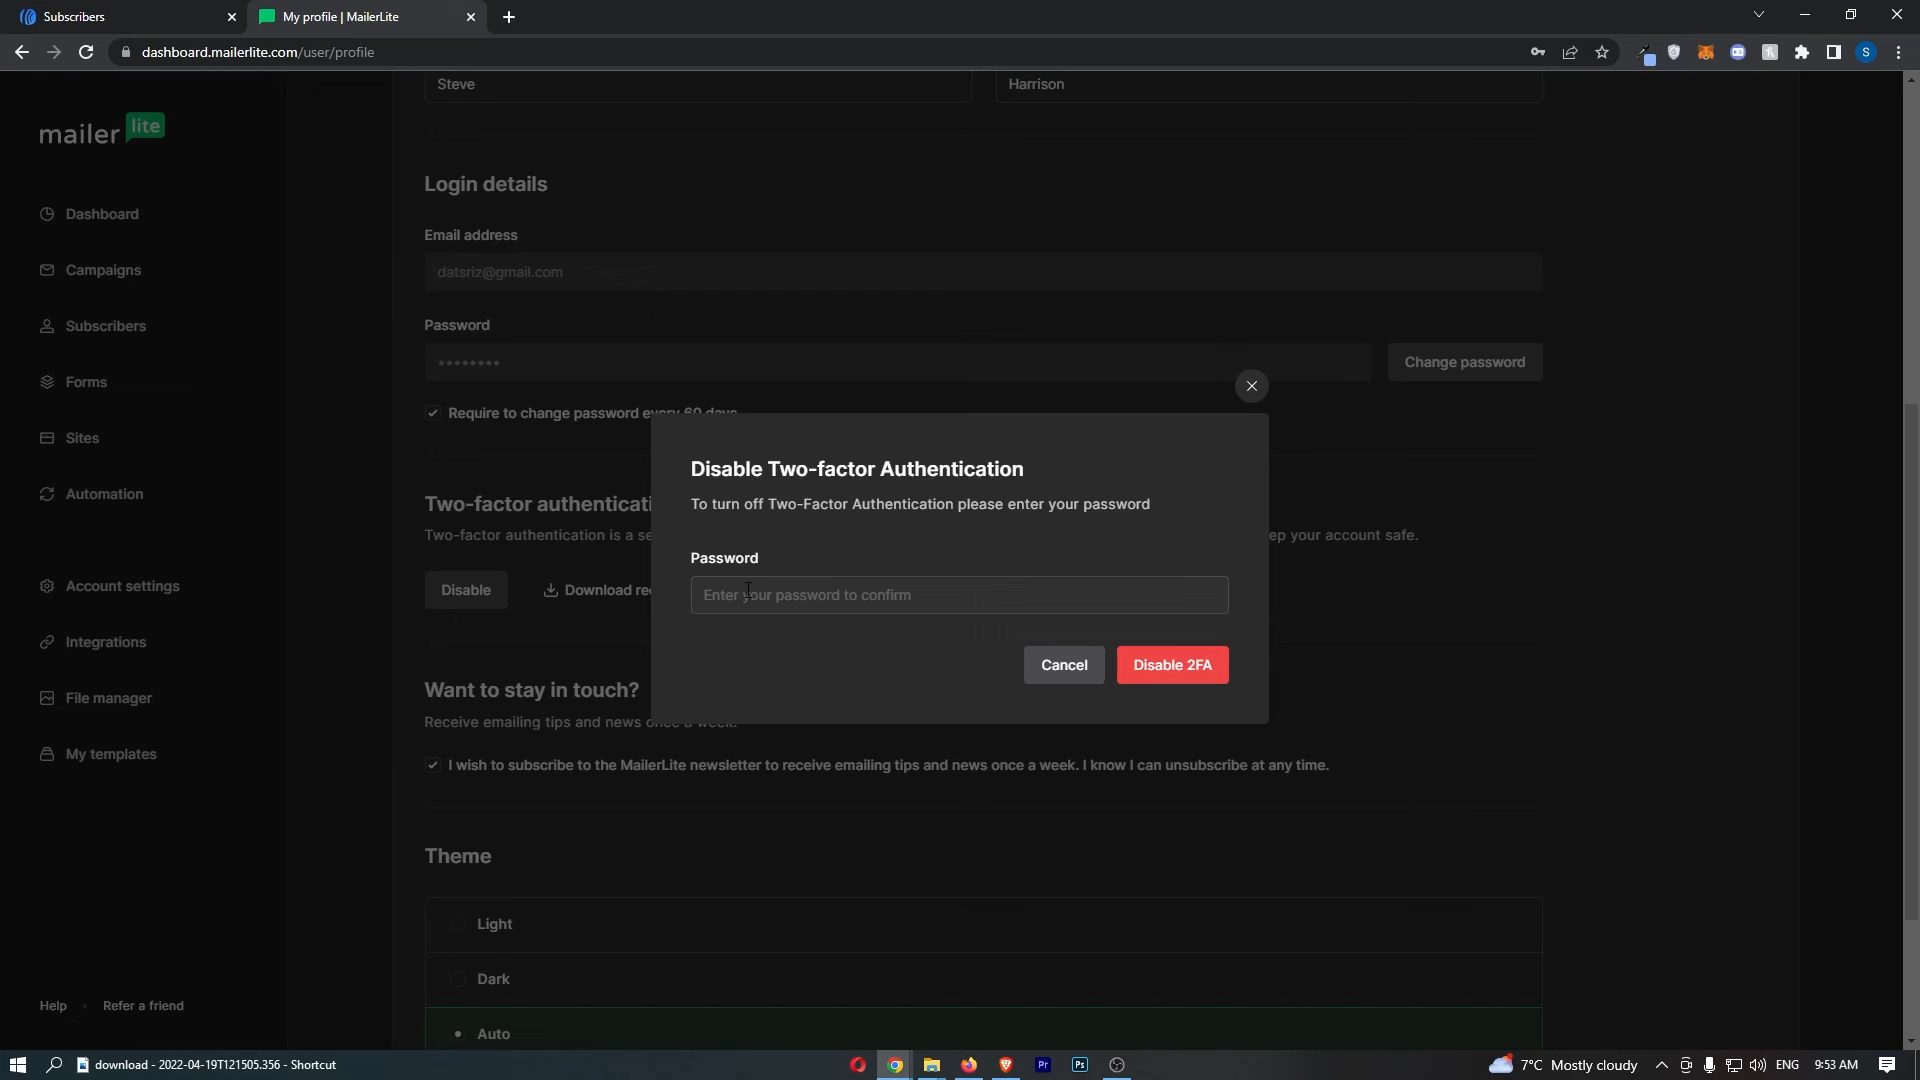 Subscribers
My profile | MailerLite
dashboard.mailerlite.com/user/profile
S
mailer lite
Dashboard
Campaigns
Subscribers
Forms
Sites
Automation
Account settings
Integrations
File manager
My templates
Help
Refer a friend
Steve
Harrison
Login details
Email address
datsriz@gmail.com
Password
••••••••
Change password
Require to change password every 60 days
Two-factor authenticati
Two-factor authentication is a se
ep your account safe.
Disable
Download re
Disable Two-factor Authentication
To turn off Two-Factor Authentication please enter your password
Password
Enter your password to confirm
Cancel
Disable 2FA
Want to stay in touch?
Receive emailing tips and news once a week.
I wish to subscribe to the MailerLite newsletter to receive emailing tips and news once a week. I know I can unsubscribe at any time.
Theme
Light
Dark
Auto
download - 2022-04-19T121505.356 - Shortcut
Pr
Ps
7°C Mostly cloudy
ENG
9:53 AM